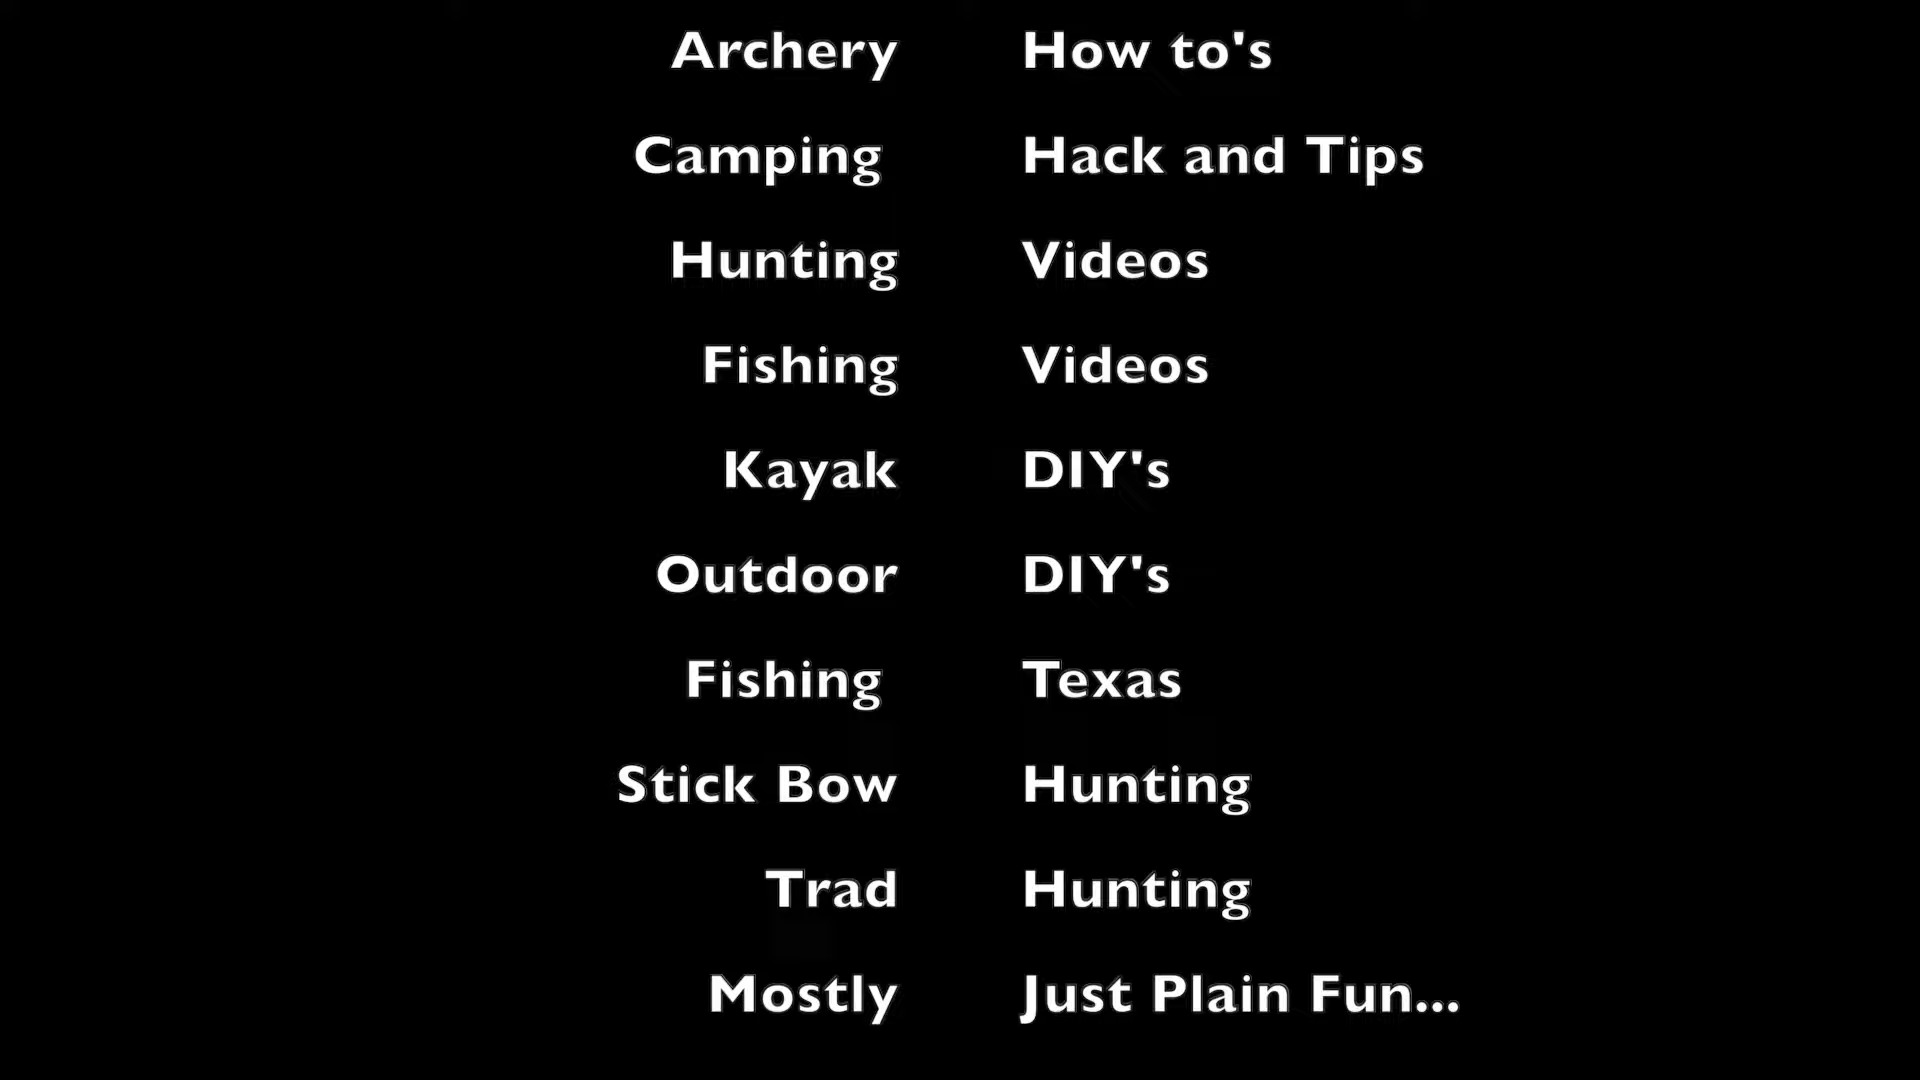 Archery How to's
Camping Hack and Tips
Hunting Videos
Fishing Videos
Kayak DIY's
Outdoor DIY's
Fishing Texas
Stick Bow Hunting
Trad Hunting
Mostly Just Plain Fun...